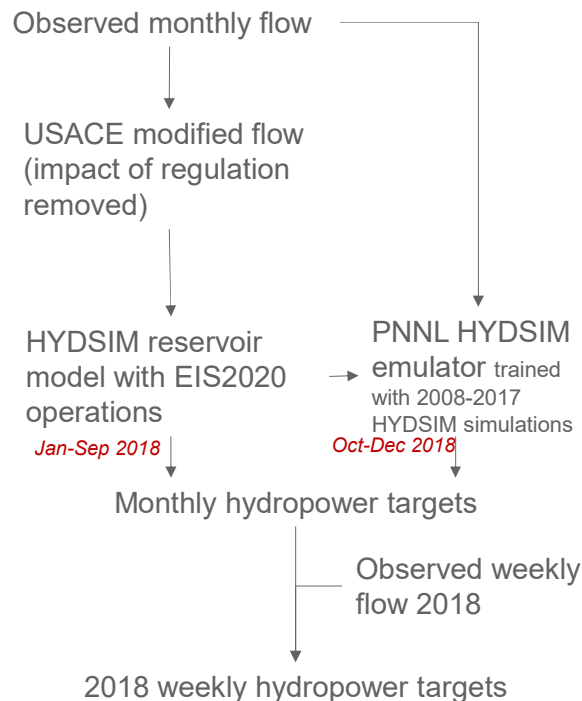 Observed monthly flow
USACE modified flow
(impact of regulation
removed)
HYDSIM reservoir
model with EIS2020
operations
Jan-Sep 2018
PNNL HYDSIM
emulator trained
with 2008-2017
HYDSIM simulations
Oct-Dec 2018
Monthly hydropower targets
Observed weekly
flow 2018
2018 weekly hydropower targets